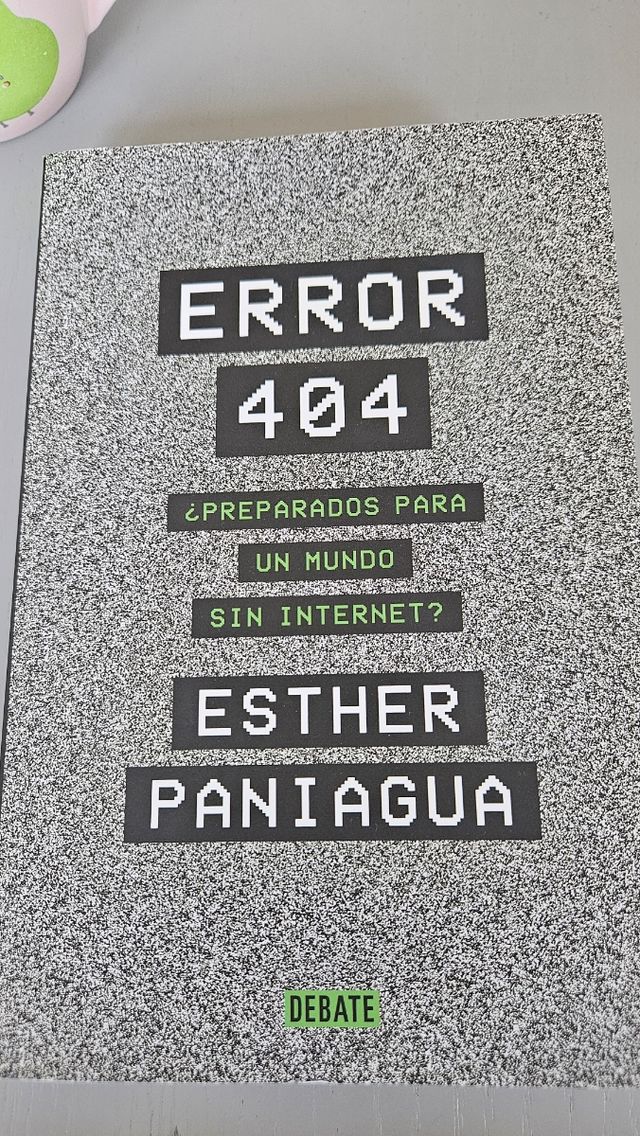 ERROR
404
¿PREPARADOS PARA
UN MUNDO
SIN INTERNET?
ESTHER
PANIAGUA
DEBATE